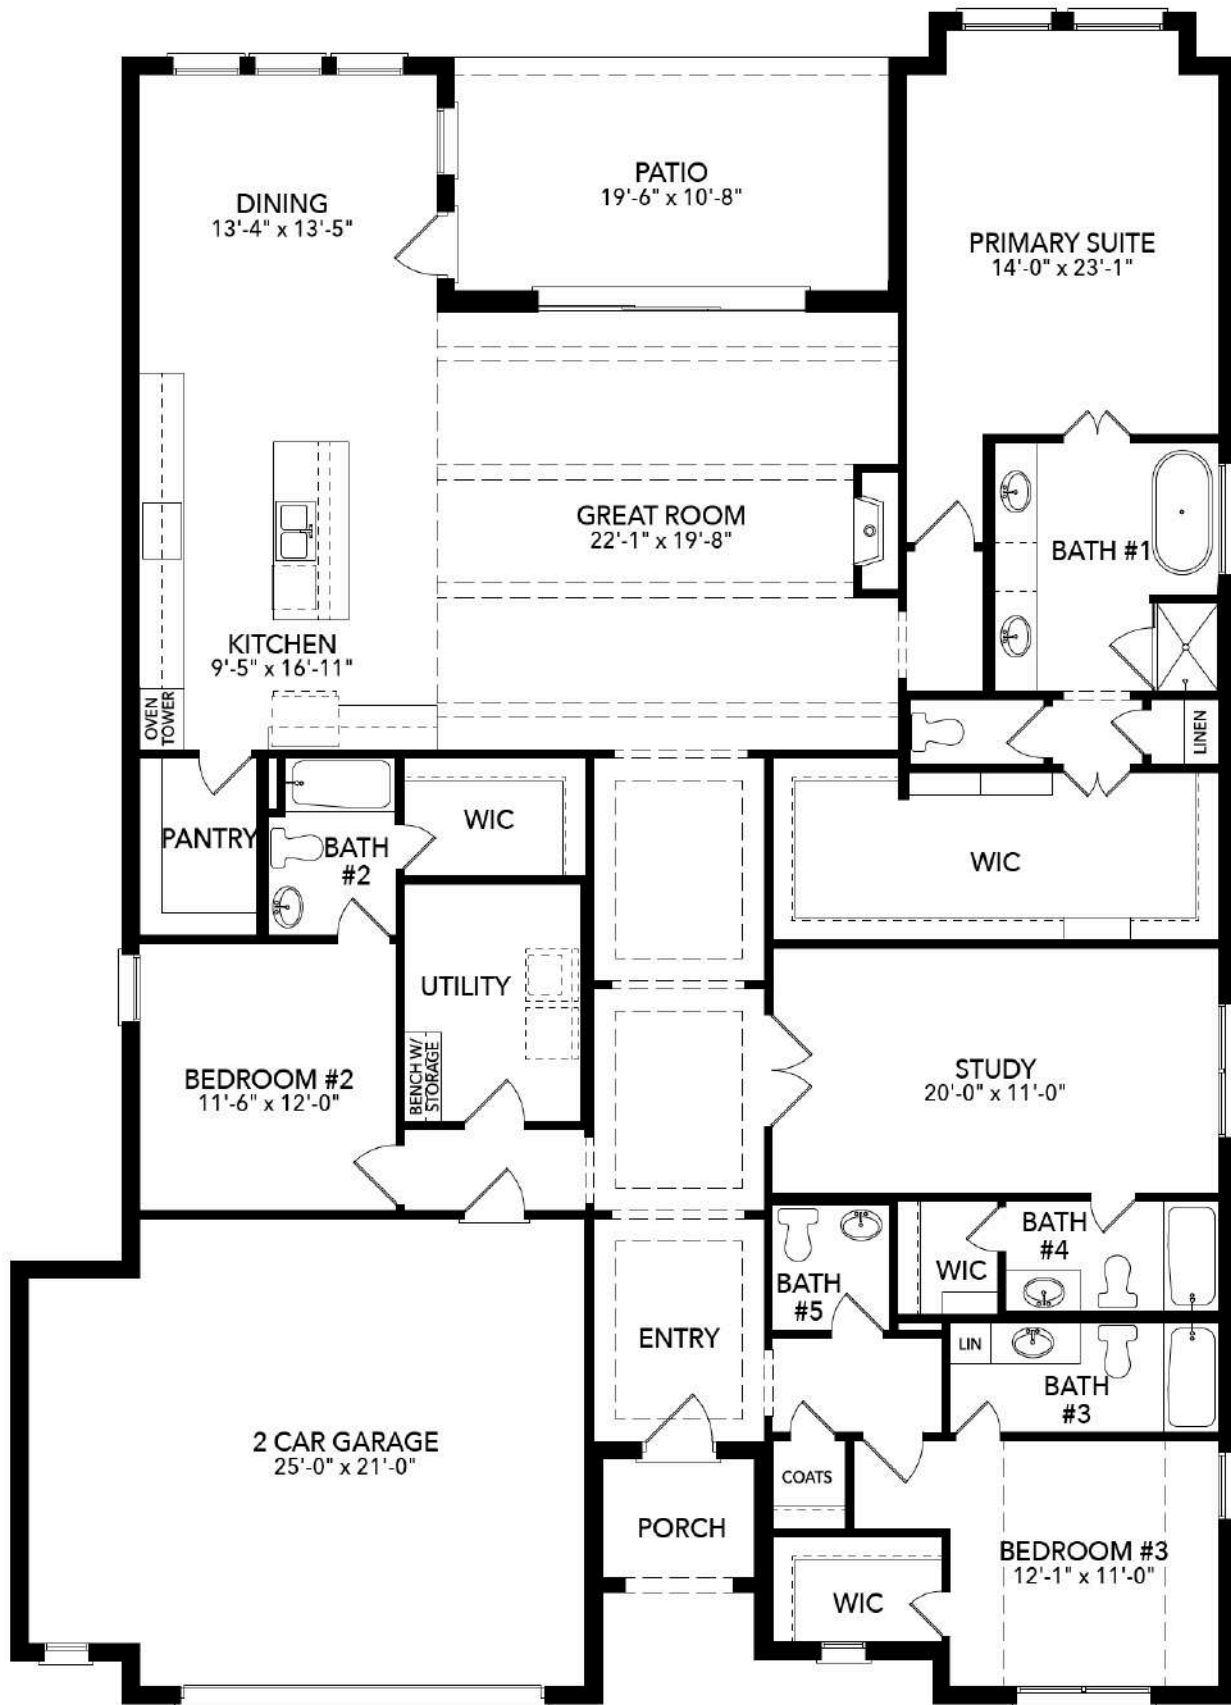 PATIO
19'-6" x 10'-8"
DINING
13'-4" x 13'-5"
PRIMARY SUITE
14'-0" x 23'-1"
GREAT ROOM
22'-1" x 19'-8"
BATH #1
KITCHEN
9'-5" x 16'-11"
OVEN
TOWER
LINEN
PANTRY
BATH
#2
WIC
WIC
UTILITY
BENCH W/
STORAGE
BEDROOM #2
11'-6" x 12'-0"
STUDY
20'-0" x 11'-0"
BATH
#4
WIC
BATH
#5
ENTRY
LIN
BATH
#3
2 CAR GARAGE
25'-0" x 21'-0"
COATS
PORCH
BEDROOM #3
12'-1" x 11'-0"
WIC